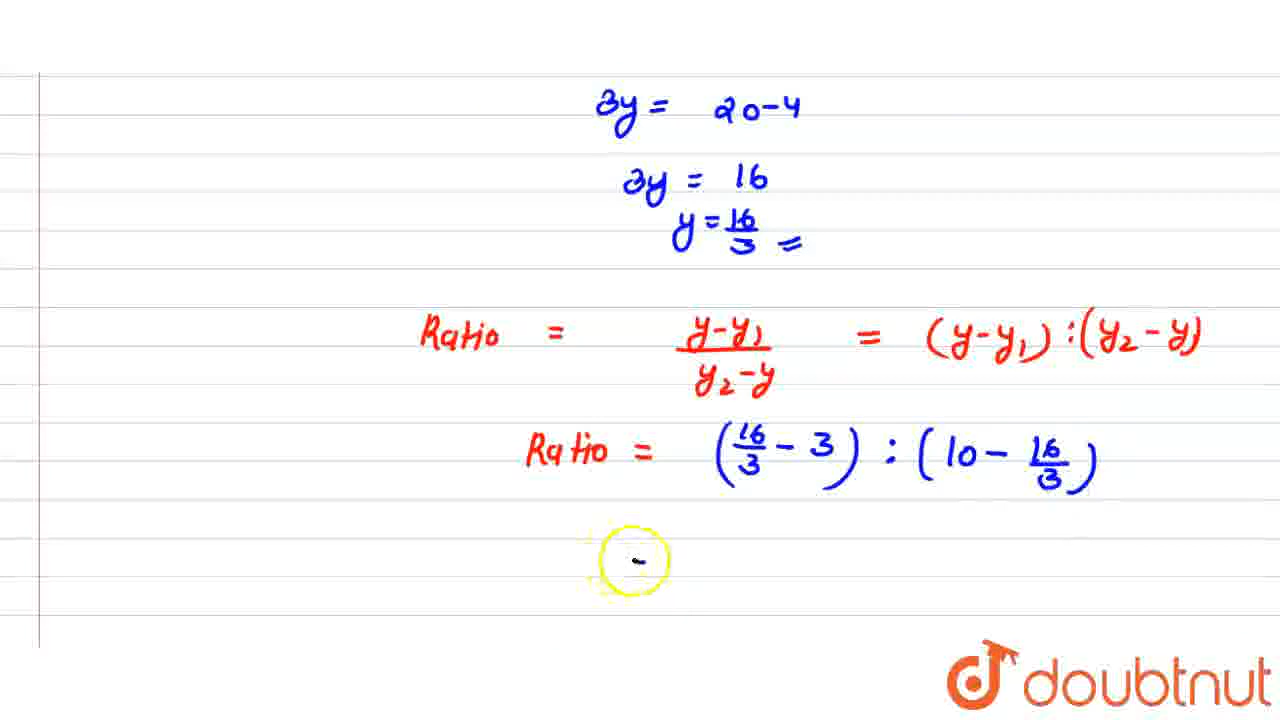 3y = 20-4
3y = 16
y = 16/3 =
Ratio = y-y₁/y₂-y = (y-y₁):(y₂-y)
Ratio = (16/3 - 3) : (10 - 16/3)
doubtnut